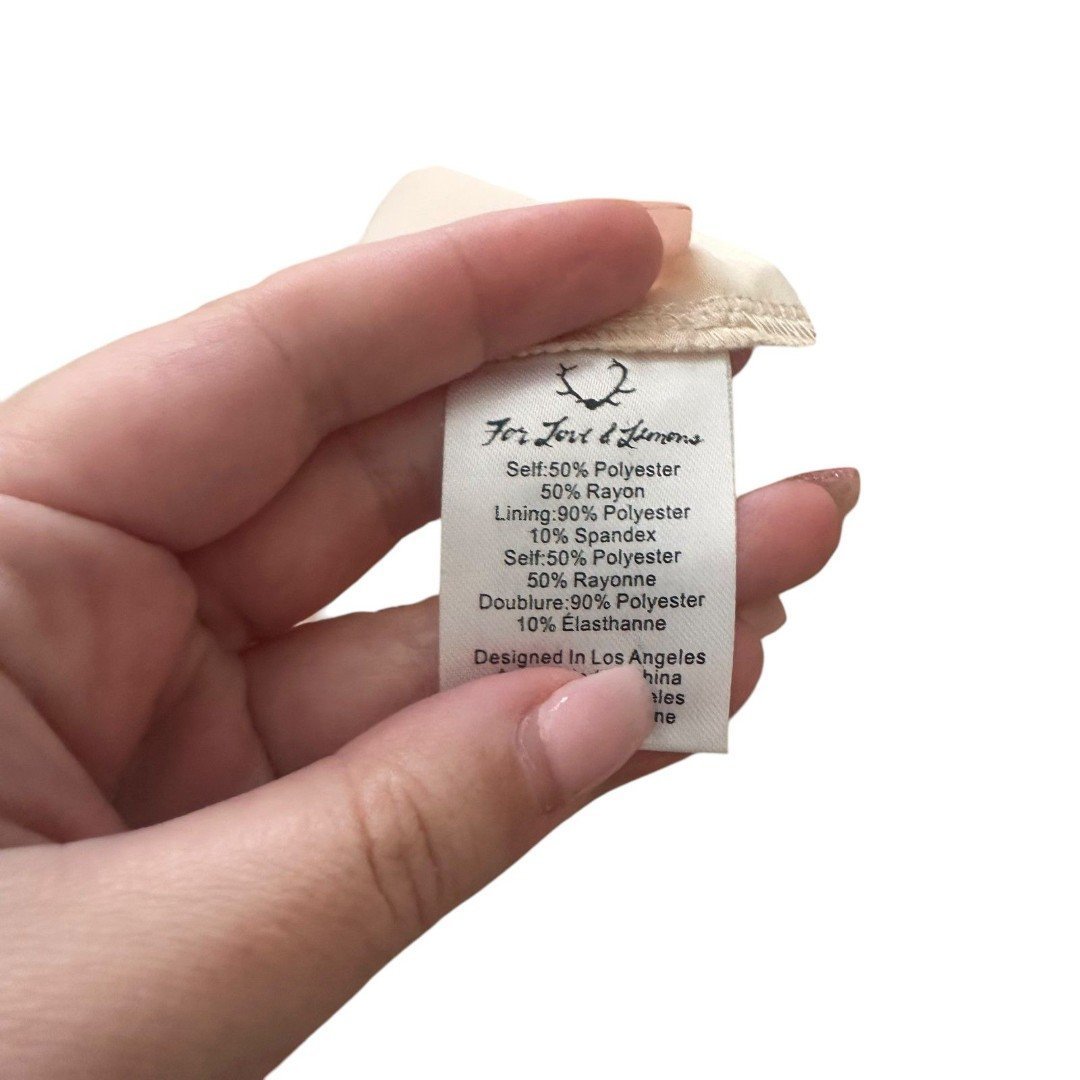 For Love & Lemons
Self:50% Polyester
50% Rayon
Lining:90% Polyester
10% Spandex
Self:50% Polyester
50% Rayonne
Doublure:90% Polyester
10% Élasthanne
Designed In Los Angeles